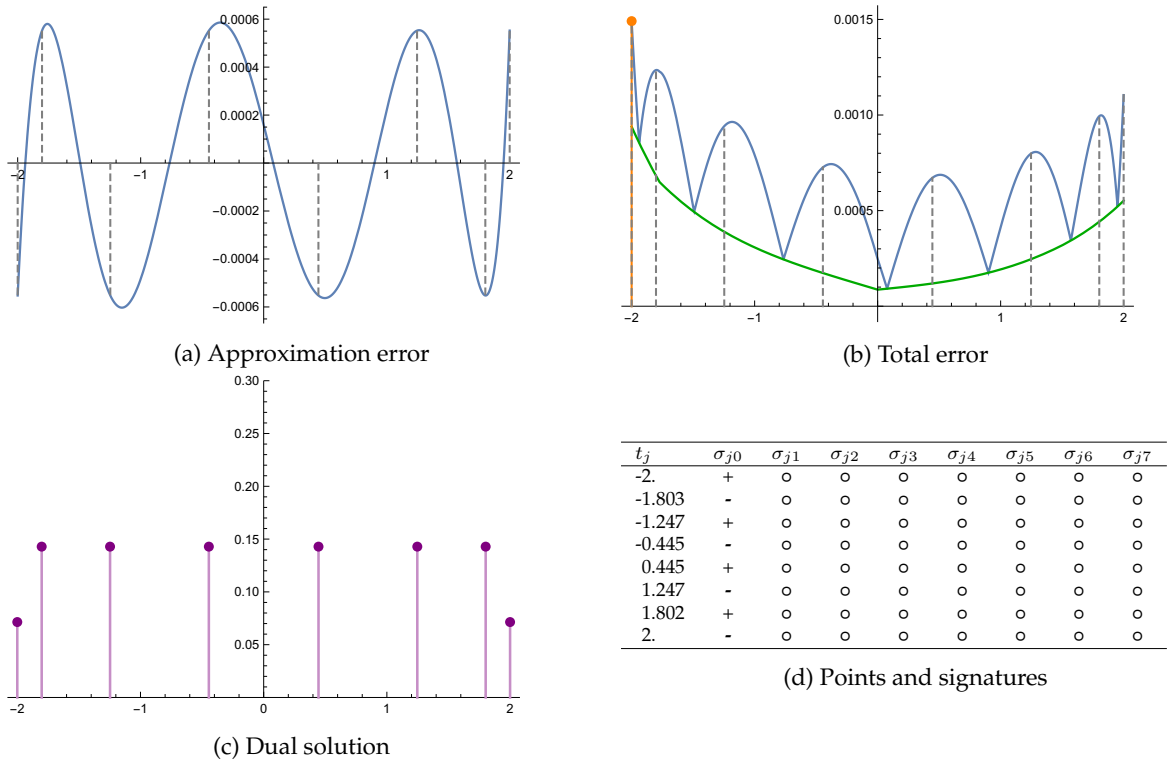 0.0006
0.0004
0.0002
-2 -1 1 2
-0.0002
-0.0004
-0.0006
(a) Approximation error
0.0015
0.0010
0.0005
-2 -1 1 2
(b) Total error
0.30
0.25
0.20
0.15
0.10
0.05
-2 -1 0 1 2
(c) Dual solution
t_j σ_j0 σ_j1 σ_j2 σ_j3 σ_j4 σ_j5 σ_j6 σ_j7
-2. + ○ ○ ○ ○ ○ ○ ○
-1.803 - ○ ○ ○ ○ ○ ○ ○
-1.247 + ○ ○ ○ ○ ○ ○ ○
-0.445 - ○ ○ ○ ○ ○ ○ ○
0.445 + ○ ○ ○ ○ ○ ○ ○
1.247 - ○ ○ ○ ○ ○ ○ ○
1.802 + ○ ○ ○ ○ ○ ○ ○
2. - ○ ○ ○ ○ ○ ○ ○
(d) Points and signatures